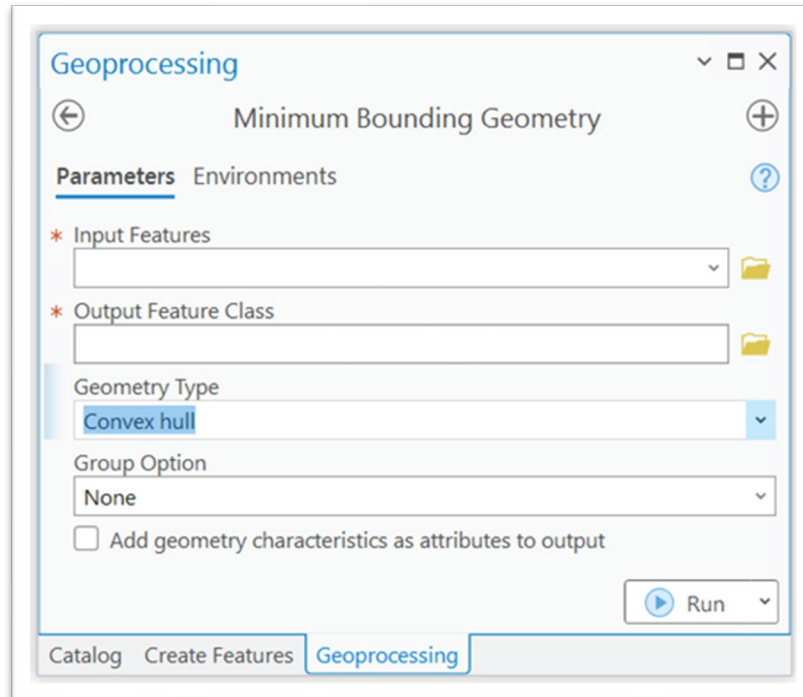 Geoprocessing
Minimum Bounding Geometry
Parameters Environments
* Input Features
* Output Feature Class
Geometry Type
Convex hull
Group Option
None
Add geometry characteristics as attributes to output
Run
Catalog Create Features Geoprocessing